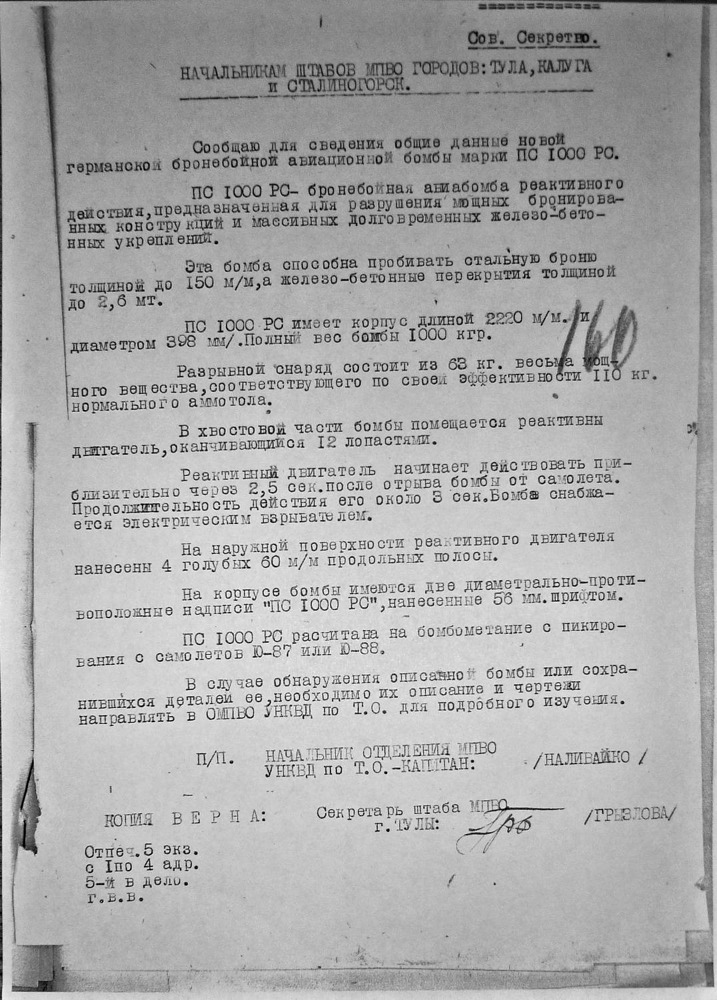 Сов. Секретно.
НАЧАЛЬНИКАМ ШТАБОВ МПВО ГОРОДОВ: ТУЛА, КАЛУГА
И СТАЛИНОГОРСК.
Сообщаю для сведения общие данные новой
германской бронебойной авиационной бомбы марки ПС 1000 РС.
ПС 1000 РС- бронебойная авиабомба реактивного
действия,предназначенная для разрушения мощных бронирова-
нных конструкций и массивных долговременных железо-бето-
нных укреплений.
Эта бомба способна пробивать стальную броню
толщиной до 150 м/м,а железо-бетонные перекрытия толщиной
до 2,6 мт.
ПС 1000 РС имеет корпус длиной 2220 м/м. и
диаметром 398 мм/.Полный вес бомбы 1000 кгр.
160
Разрывной снаряд состоит из 63 кг. весьма мощ-
ного вещества,соответствующего по своей эффективности 110 кг.
нормального аммотола.
В хвостовой части бомбы помещается реактивны
двигатель,оканчивающийся 12 лопастями.
Реактивный двигатель начинает действовать при-
близительно через 2,5 сек.после отрыва бомбы от самолета.
Продолжительность действия его около 3 сек.Бомба снабжа-
ется электрическим взрывателем.
На наружной поверхности реактивного двигателя
нанесены 4 голубых 60 м/м продольных полосы.
На корпусе бомбы имеются две диаметрально-проти-
воположные надписи "ПС 1000 РС",нанесенные 56 мм.шрифтом.
ПС 1000 РС расчитана на бомбометание с пикиро-
вания с самолетов Ю-87 или Ю-88.
В случае обнаружения описанной бомбы или сохра-
нившихся деталей ее,необходимо их описание и чертежи
направлять в ОМПВО УНКВД по Т.О. для подробного изучения.
П/П. НАЧАЛЬНИК ОТДЕЛЕНИЯ МПВО
УНКВД по Т.О.-КАПИТАН: /НАЛИВАЙКО /
КОПИЯ ВЕРНА: Секретарь штаба МПВО
г.ТУЛЫ: /ГРЫЗЛОВА/
Отпеч.5 экз.
с 1по 4 адр.
5-й в дело.
г.в.в.